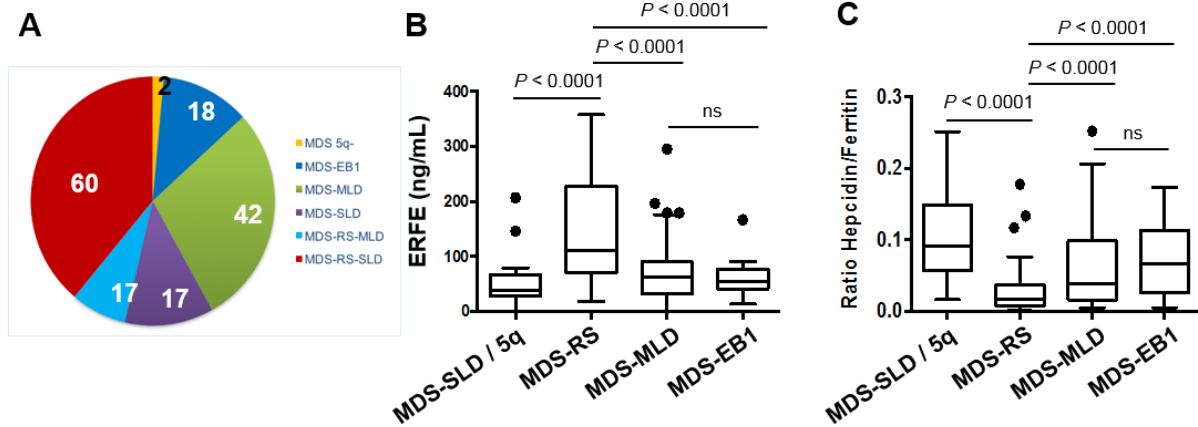 A
2
18
42
17
17
60
MDS 5q-
MDS-EB1
MDS-MLD
MDS-SLD
MDS-RS-MLD
MDS-RS-SLD
B
P < 0.0001
P < 0.0001
P < 0.0001
ns
ERFE (ng/mL)
400
300
200
100
0
MDS-SLD / 5q
MDS-RS
MDS-MLD
MDS-EB1
C
P < 0.0001
P < 0.0001
P < 0.0001
ns
Ratio Hepcidin/Ferritin
0.3
0.2
0.1
0.0
MDS-SLD / 5q
MDS-RS
MDS-MLD
MDS-EB1